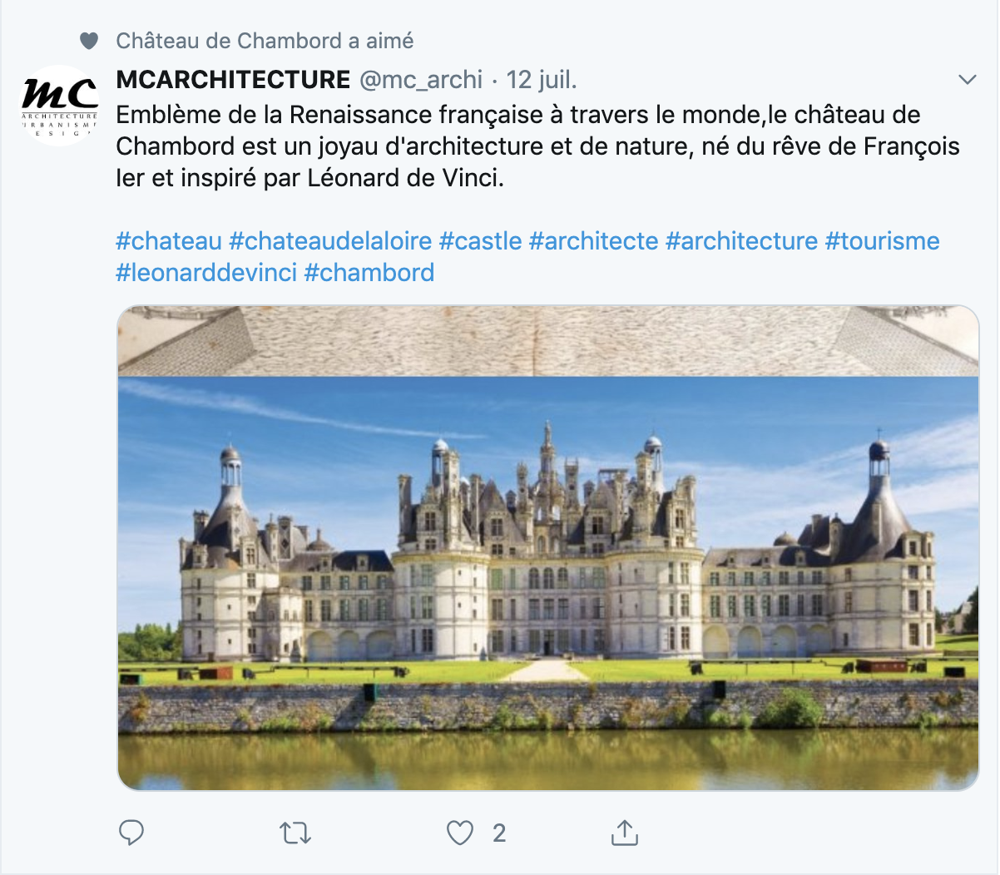 Château de Chambord a aimé
MCARCHITECTURE @mc_archi · 12 juil.
Emblème de la Renaissance française à travers le monde,le château de
Chambord est un joyau d'architecture et de nature, né du rêve de François
Ier et inspiré par Léonard de Vinci.
#chateau #chateaudelaloire #castle #architecte #architecture #tourisme
#leonarddevinci #chambord
mC
ARCHITECTURE
2